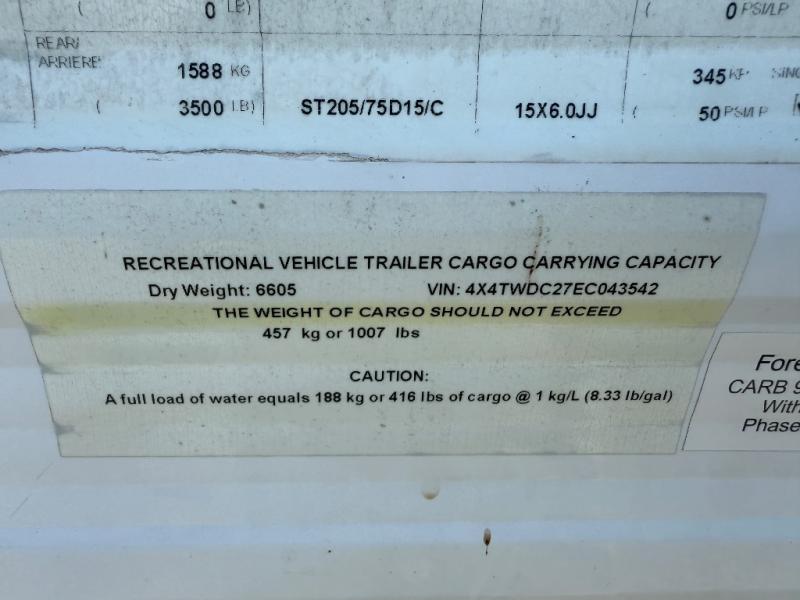 ( 0 LB) ( 0 PSI/LP
REAR/
ARRIERE 1588 KG 345 KP SING
( 3500 LB) ST205/75D15/C 15X6.0JJ ( 50 PSI/LP
RECREATIONAL VEHICLE TRAILER CARGO CARRYING CAPACITY
Dry Weight: 6605 VIN: 4X4TWDC27EC043542
THE WEIGHT OF CARGO SHOULD NOT EXCEED
457 kg or 1007 lbs
CAUTION:
A full load of water equals 188 kg or 416 lbs of cargo @ 1 kg/L (8.33 lb/gal)
Fore
CARB 9
With
Phase